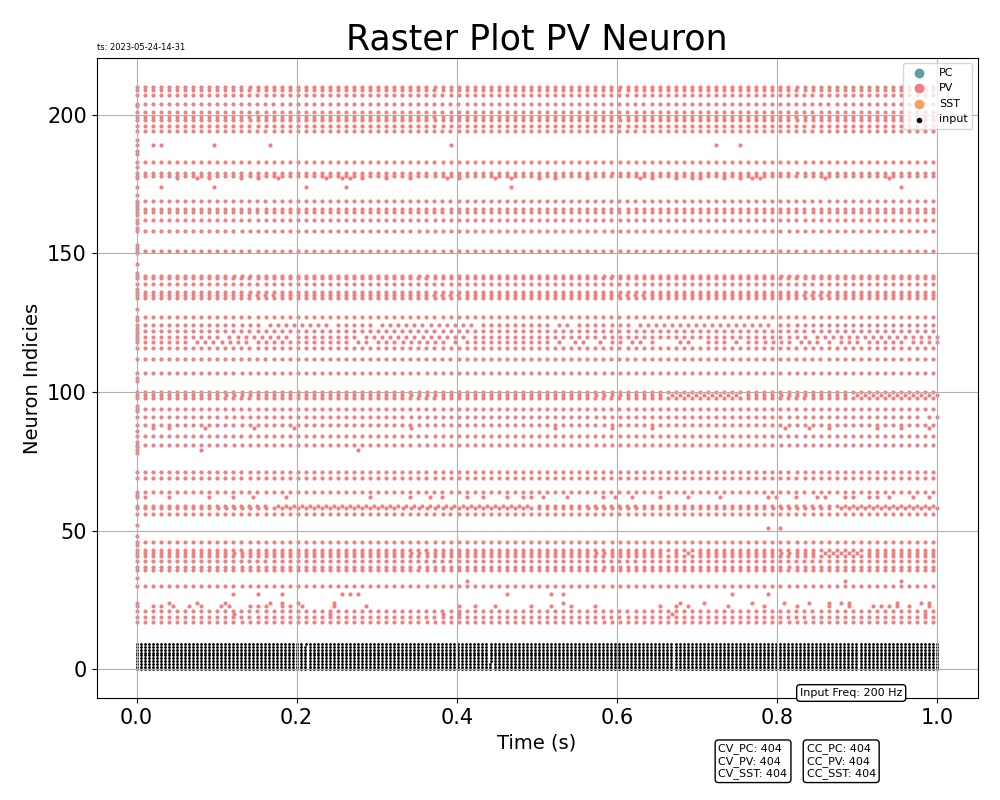 Raster Plot PV Neuron
ts: 2023-05-24-14-31
PC
PV
SST
input
200
150
100
50
0
Neuron Indicies
0.0 0.2 0.4 0.6 0.8 1.0
Time (s)
Input Freq: 200 Hz
CV_PC: 404
CV_PV: 404
CV_SST: 404
CC_PC: 404
CC_PV: 404
CC_SST: 404